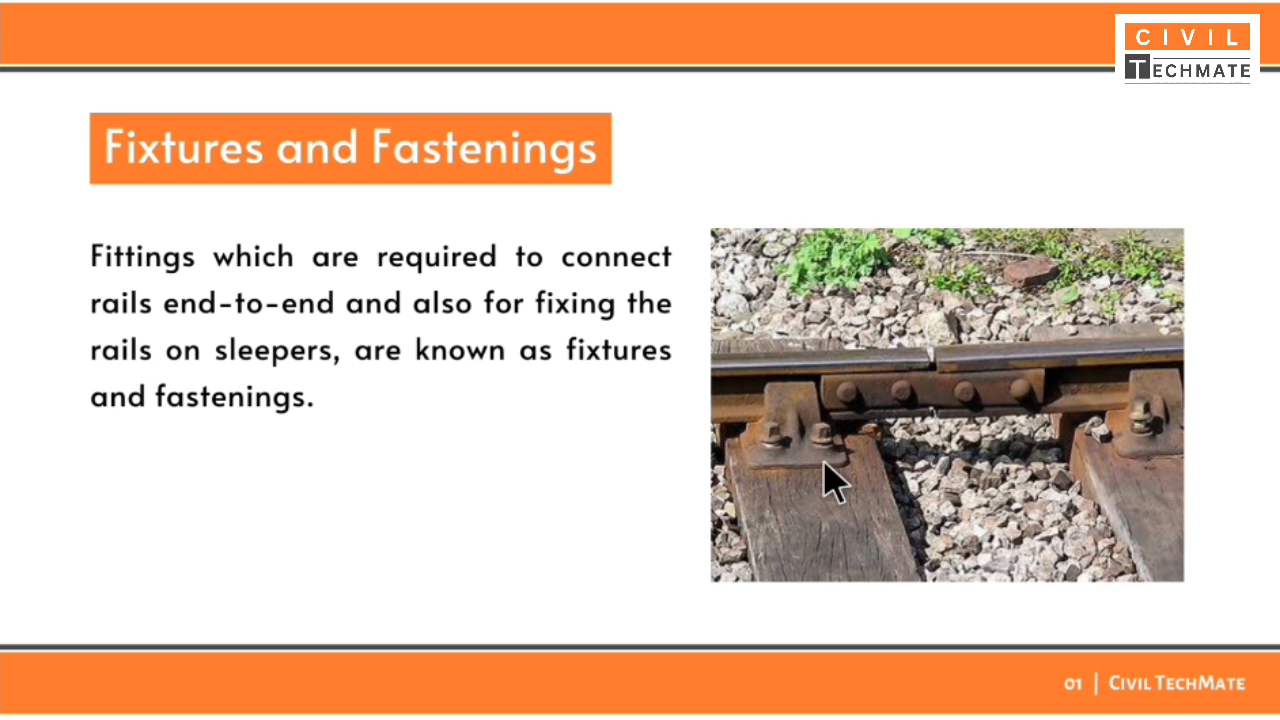 CIVIL
TECHMATE
Fixtures and Fastenings
Fittings which are required to connect
rails end-to-end and also for fixing the
rails on sleepers, are known as fixtures
and fastenings.
01 | CIVIL TECHMATE